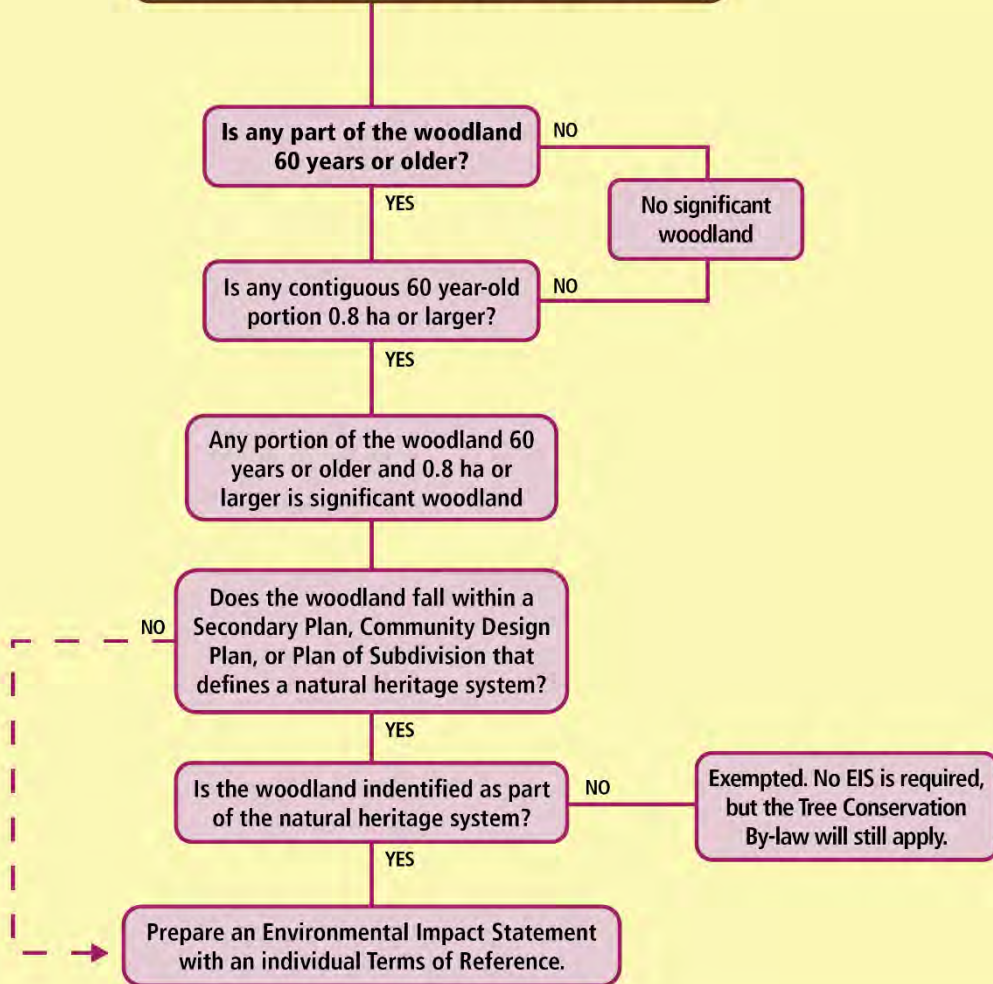 Is any part of the woodland
60 years or older?
NO
YES
No significant
woodland
Is any contiguous 60 year-old
portion 0.8 ha or larger?
NO
YES
Any portion of the woodland 60
years or older and 0.8 ha or
larger is significant woodland
Does the woodland fall within a
Secondary Plan, Community Design
Plan, or Plan of Subdivision that
defines a natural heritage system?
NO
YES
Is the woodland indentified as part
of the natural heritage system?
NO
Exempted. No EIS is required,
but the Tree Conservation
By-law will still apply.
YES
Prepare an Environmental Impact Statement
with an individual Terms of Reference.